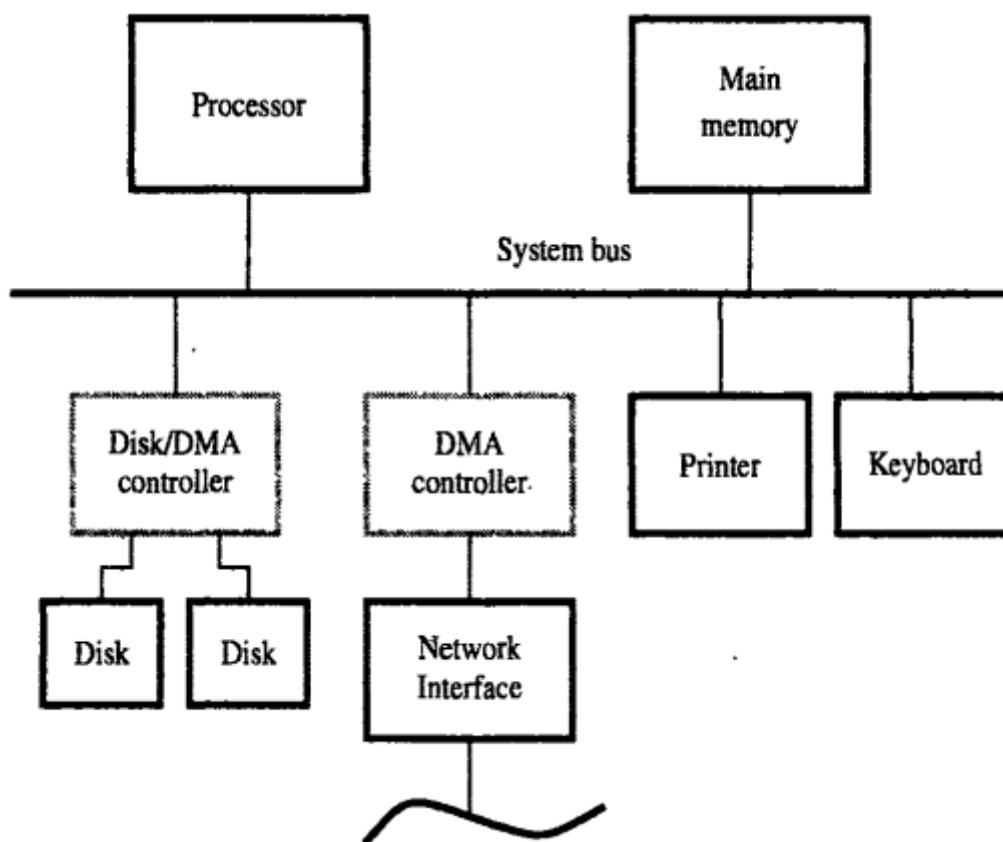 Processor
Main
memory
System bus
Disk/DMA
controller
DMA
controller
Printer
Keyboard
Disk
Disk
Network
Interface